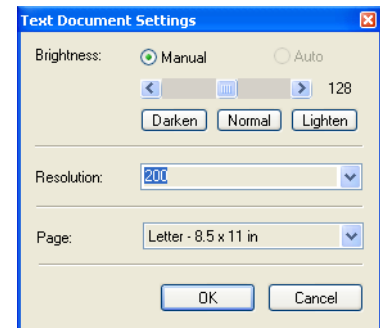 Text Document Settings
Brightness: Manual Auto
128
Darken Normal Lighten
Resolution: 200
Page: Letter - 8.5 x 11 in
OK Cancel